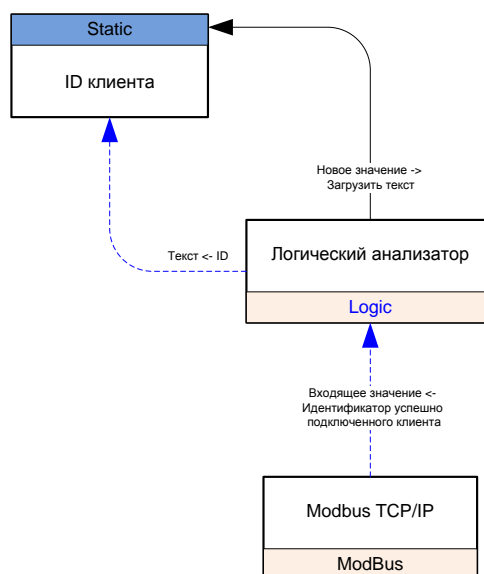 Static
ID клиента
Новое значение ->
Загрузить текст
Текст <- ID
Логический анализатор
Logic
Входящее значение <-
Идентификатор успешно
подключенного клиента
Modbus TCP/IP
ModBus